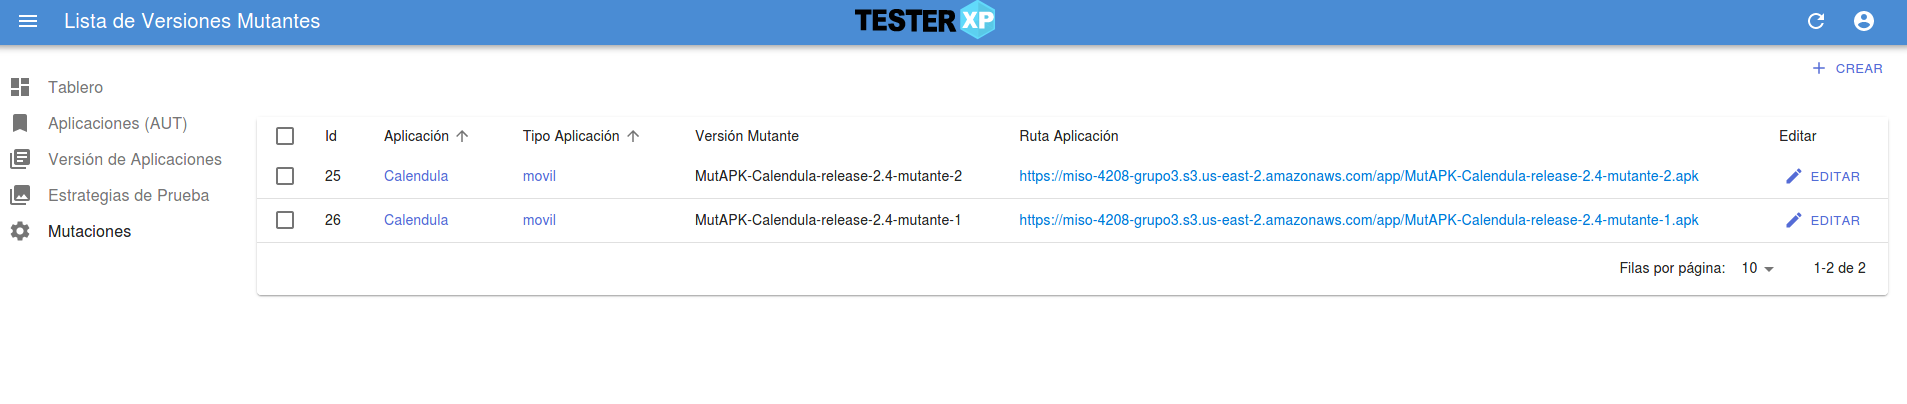 Lista de Versiones Mutantes
TESTER XP
CREAR
Tablero
Aplicaciones (AUT)
Versión de Aplicaciones
Estrategias de Prueba
Mutaciones
Id Aplicación Tipo Aplicación Versión Mutante Ruta Aplicación Editar
25 Calendula movil MutAPK-Calendula-release-2.4-mutante-2 https://miso-4208-grupo3.s3.us-east-2.amazonaws.com/app/MutAPK-Calendula-release-2.4-mutante-2.apk EDITAR
26 Calendula movil MutAPK-Calendula-release-2.4-mutante-1 https://miso-4208-grupo3.s3.us-east-2.amazonaws.com/app/MutAPK-Calendula-release-2.4-mutante-1.apk EDITAR
Filas por página: 10 1-2 de 2